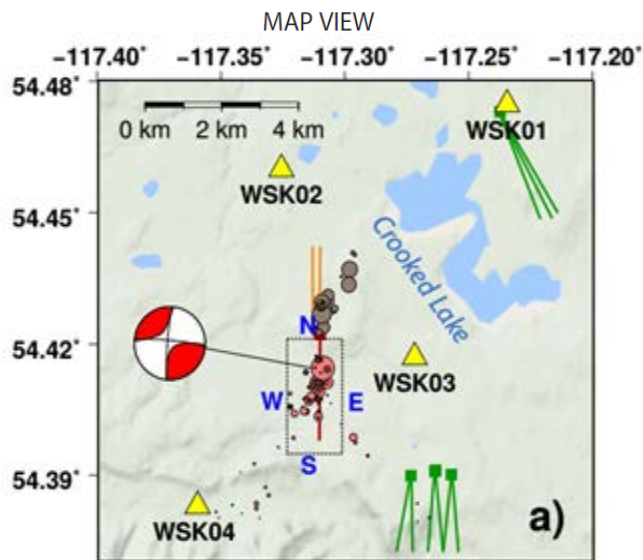 MAP VIEW
−117.40˚ −117.35˚ −117.30˚ −117.25˚ −117.20˚
54.48˚
54.45˚
54.42˚
54.39˚
0 km 2 km 4 km
WSK01
WSK02
Crooked Lake
N
WSK03
W E
S
WSK04
a)